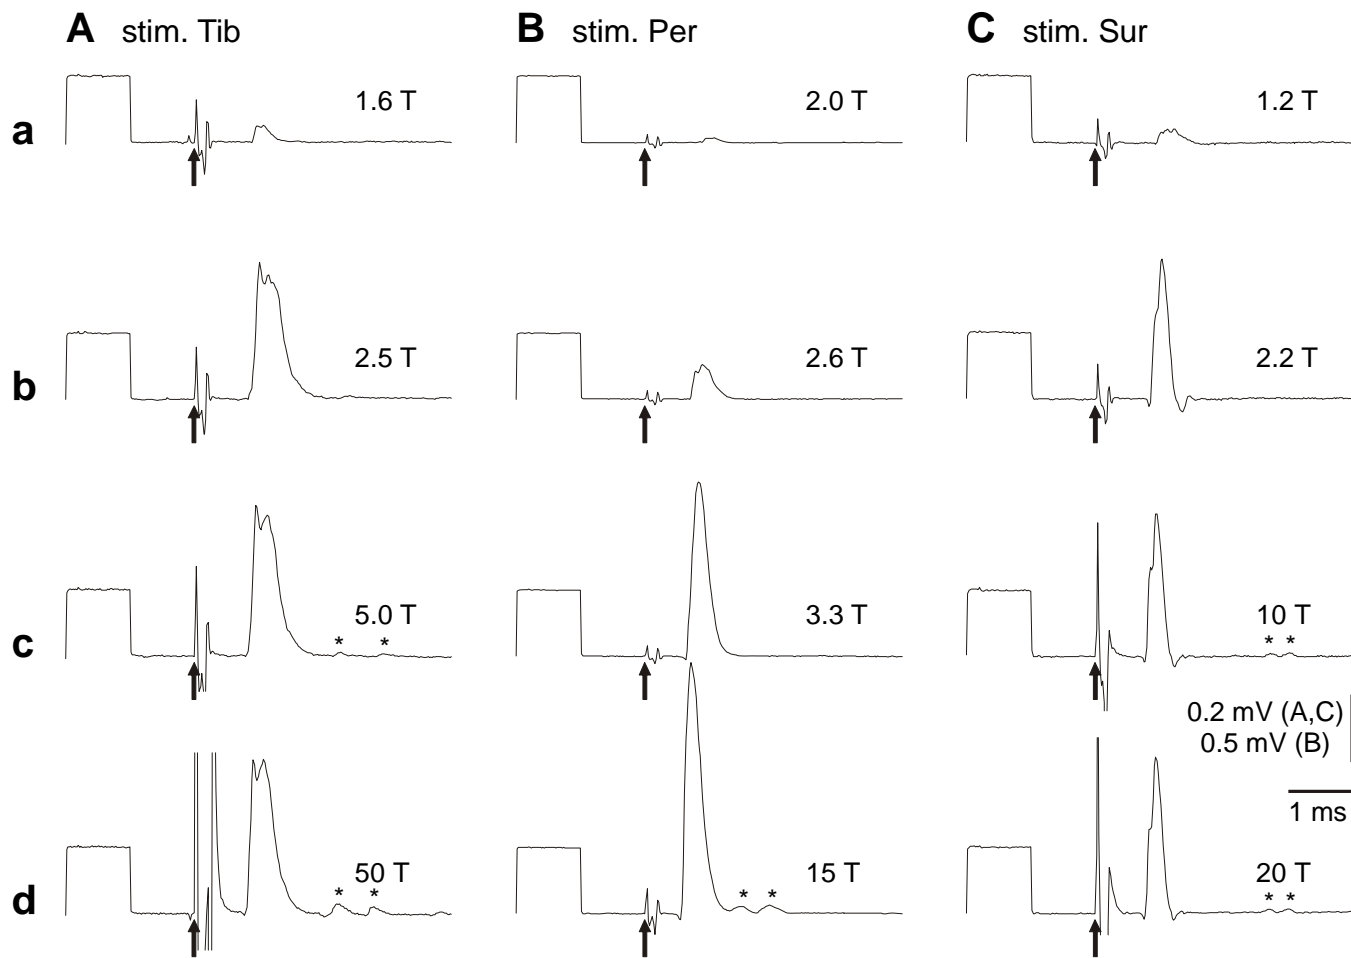 A stim. Tib
B stim. Per
C stim. Sur
a
1.6 T
2.0 T
1.2 T
b
2.5 T
2.6 T
2.2 T
c
5.0 T
* *
3.3 T
10 T
* *
0.2 mV (A,C)
0.5 mV (B)
1 ms
d
50 T
* *
15 T
* *
20 T
* *